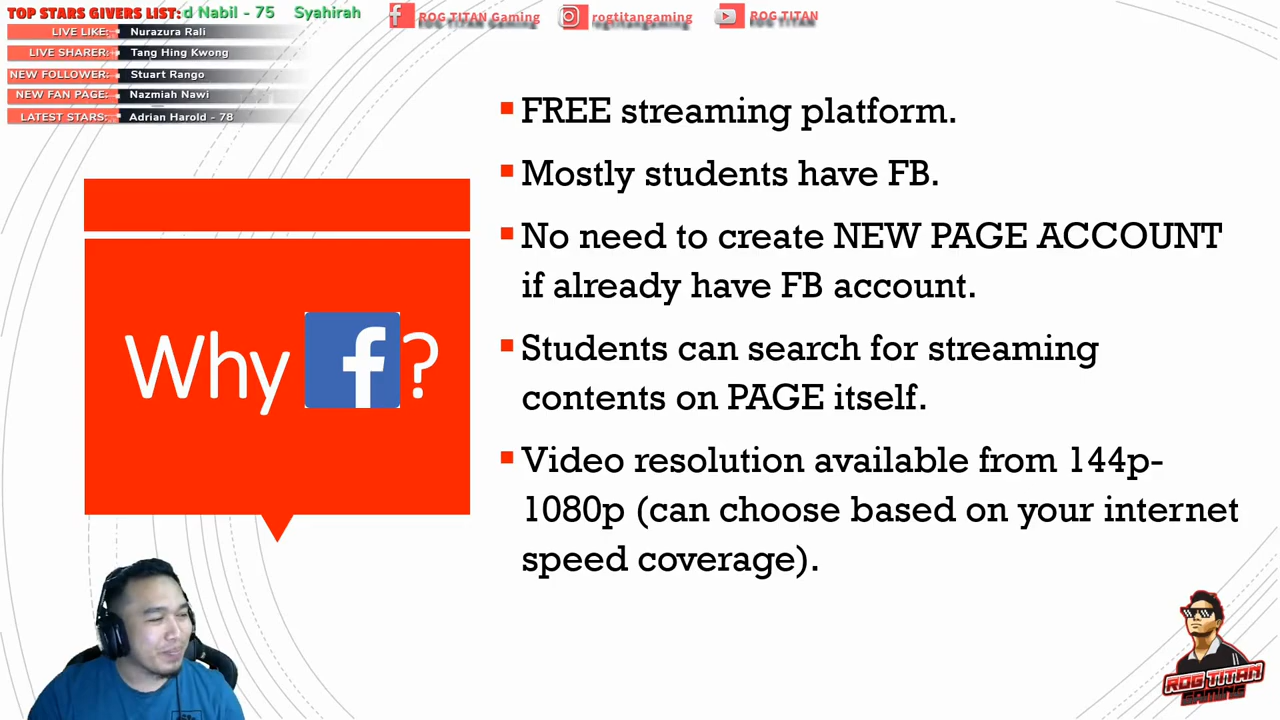 TOP STARS GIVERS LIST: d Nabil - 75 Syahirah
ROG TITAN Gaming
rogtitangaming
ROG TITAN
LIVE LIKE: Nurazura Rali
LIVE SHARER: Tang Hing Kwong
NEW FOLLOWER: Stuart Rango
NEW FAN PAGE: Nazmiah Nawi
LATEST STARS: Adrian Harold - 78
Why f?
FREE streaming platform.
Mostly students have FB.
No need to create NEW PAGE ACCOUNT
if already have FB account.
Students can search for streaming
contents on PAGE itself.
Video resolution available from 144p-
1080p (can choose based on your internet
speed coverage).
ROG TITAN
GAMING